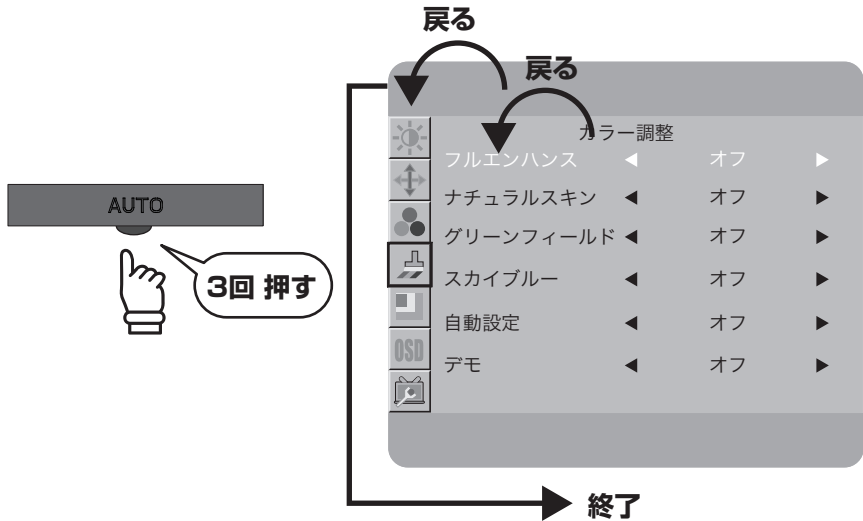 戻る
戻る
カラー調整
フルエンハンス ◀ オフ ▶
ナチュラルスキン ◀ オフ ▶
グリーンフィールド ◀ オフ ▶
スカイブルー ◀ オフ ▶
自動設定 ◀ オフ ▶
OSD
デモ ◀ オフ ▶
AUTO
3回 押す
終了